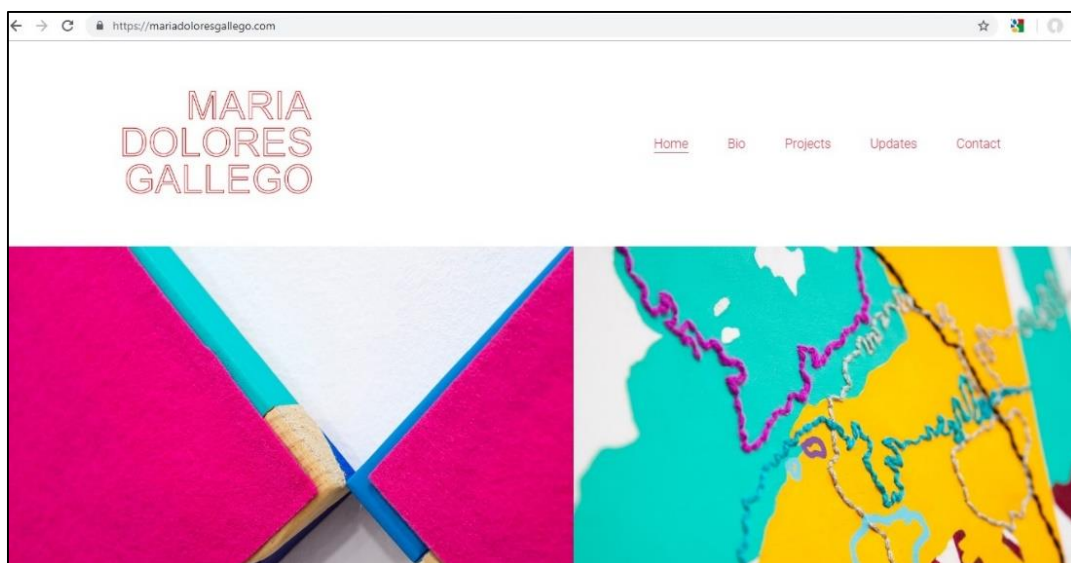 https://mariadoloresgallego.com
MARIA
DOLORES
GALLEGO
Home Bio Projects Updates Contact